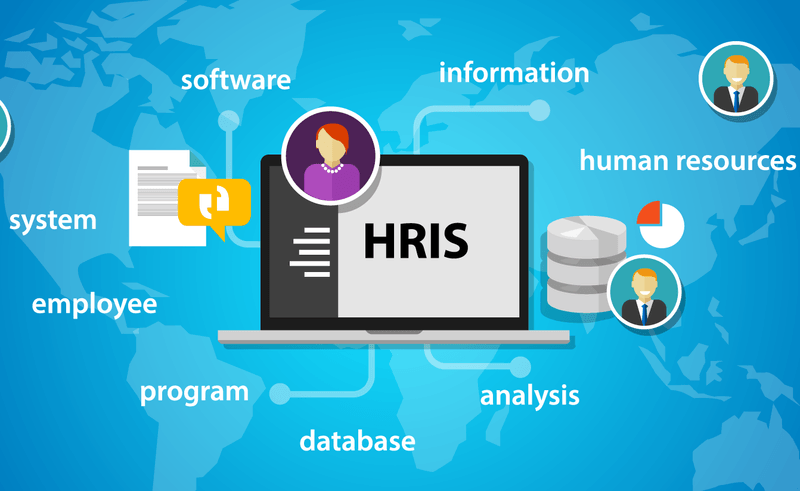 information
software
human resources
system
HRIS
employee
program
analysis
database